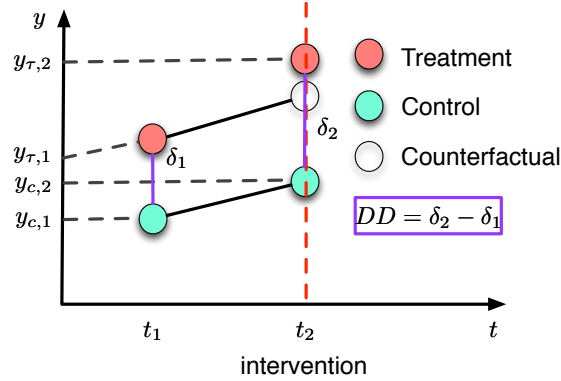 y
y_{τ,2}
Treatment
Control
δ_2
y_{τ,1}
δ_1
Counterfactual
y_{c,2}
y_{c,1}
DD = δ_2 − δ_1
t_1
t_2
t
intervention